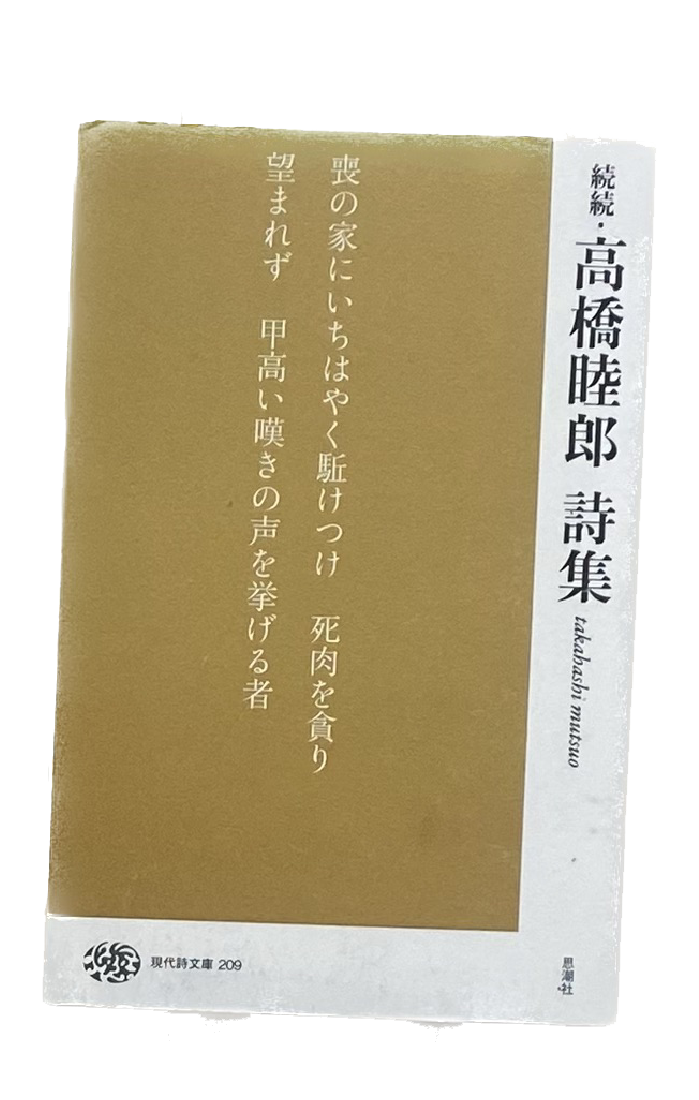 続続・高橋睦郎 詩集
takahashi mutsuo
喪の家にいちはやく駈けつけ 死肉を貪り
望まれず 甲高い嘆きの声を挙げる者
現代詩文庫 209
思潮社